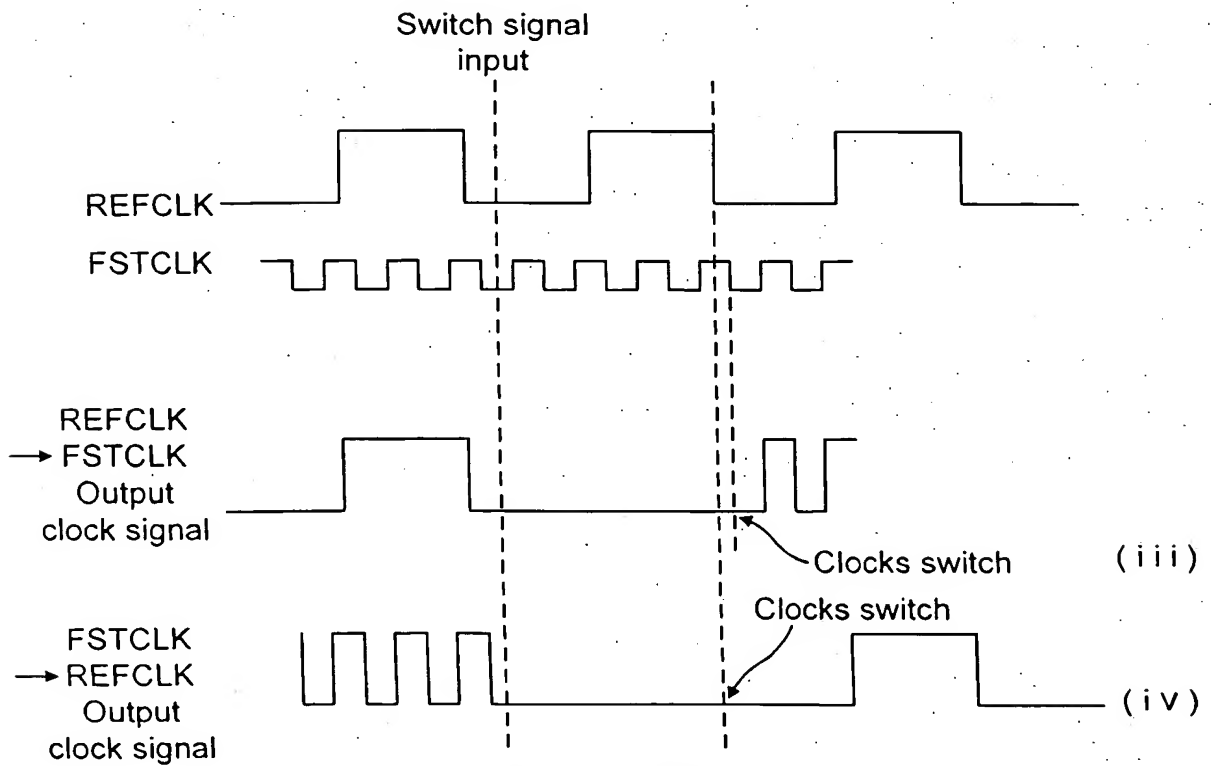 Switch signal
input
REFCLK
FSTCLK
REFCLK
→ FSTCLK
Output
clock signal
Clocks switch
(iii)
Clocks switch
FSTCLK
→ REFCLK
Output
clock signal
(iv)